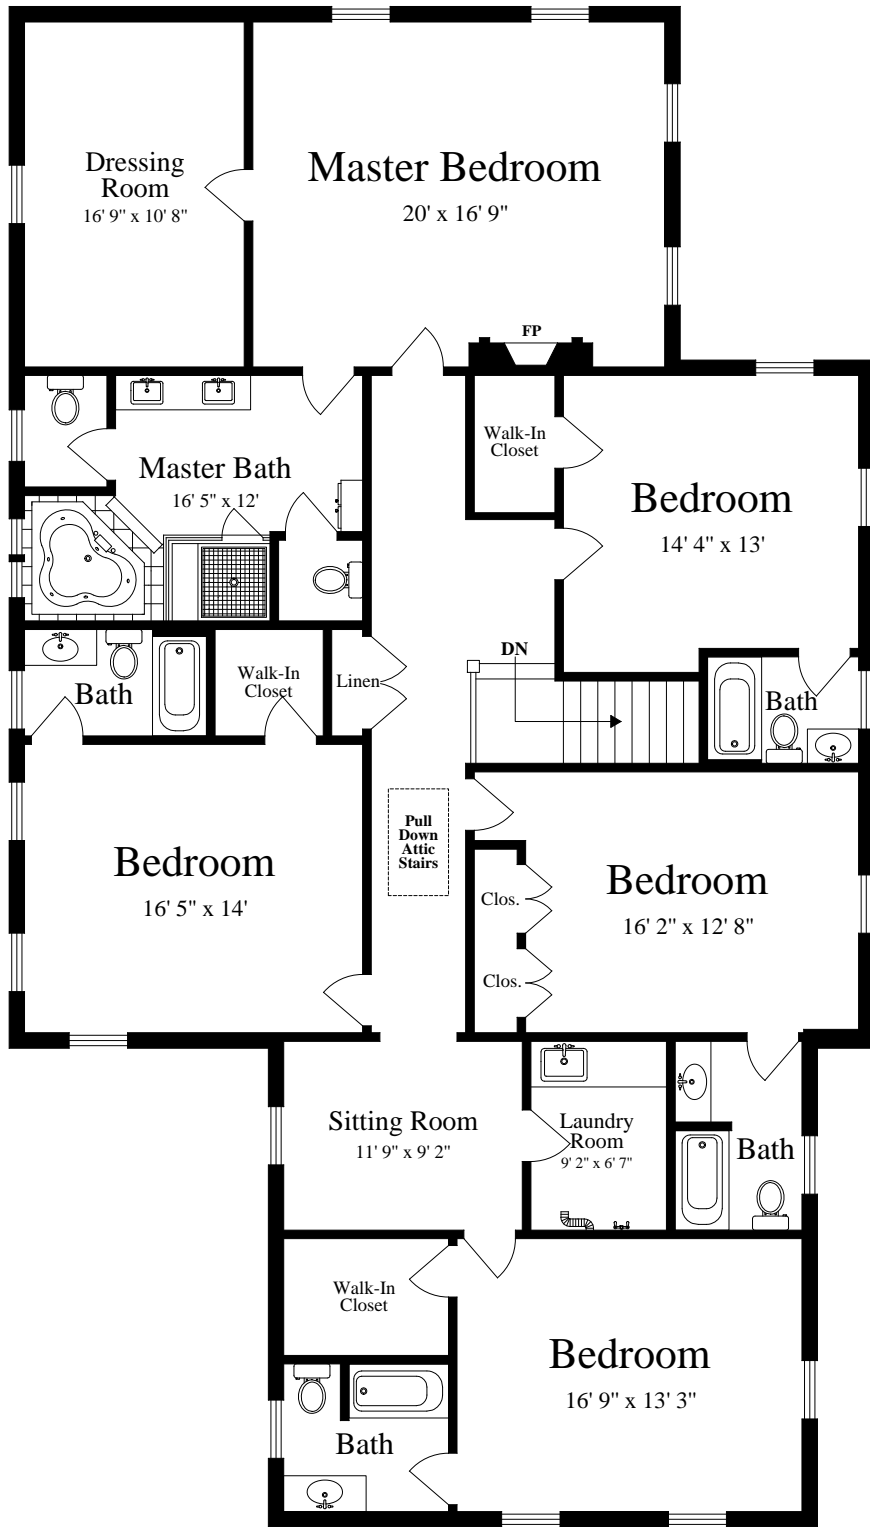 Dressing
Room
16' 9" x 10' 8"
Master Bedroom
20' x 16' 9"
FP
Walk-In
Closet
Master Bath
16' 5" x 12'
Bedroom
14' 4" x 13'
DN
Bath
Walk-In
Closet
Linen
Bath
Pull
Down
Attic
Stairs
Bedroom
16' 5" x 14'
Clos.
Clos.
Bedroom
16' 2" x 12' 8"
Sitting Room
11' 9" x 9' 2"
Laundry
Room
9' 2" x 6' 7"
Bath
Walk-In
Closet
Bedroom
16' 9" x 13' 3"
Bath